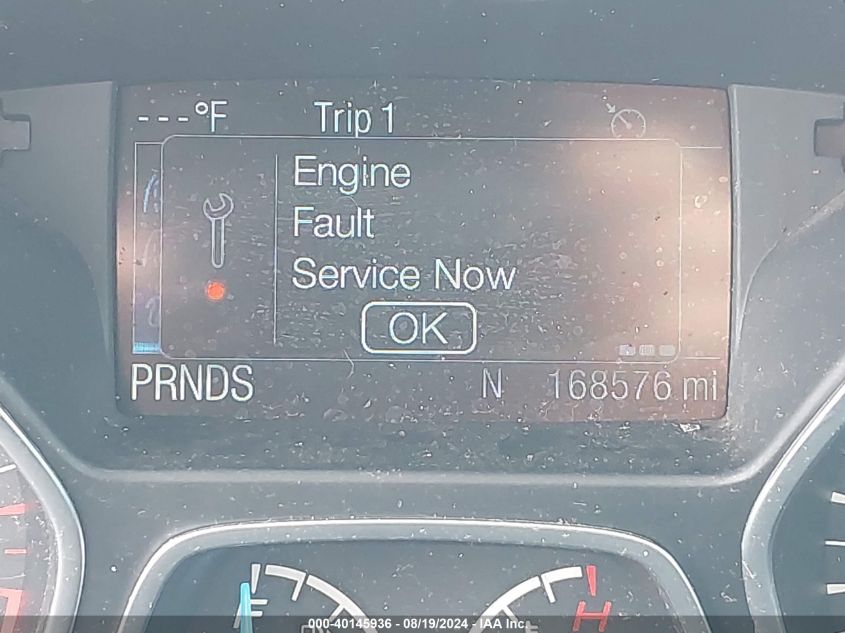 ---°F Trip 1
Engine
Fault
Service Now
OK
PRNDS N 168576 mi
F H
000-40145936 - 08/19/2024 - IAA Inc.